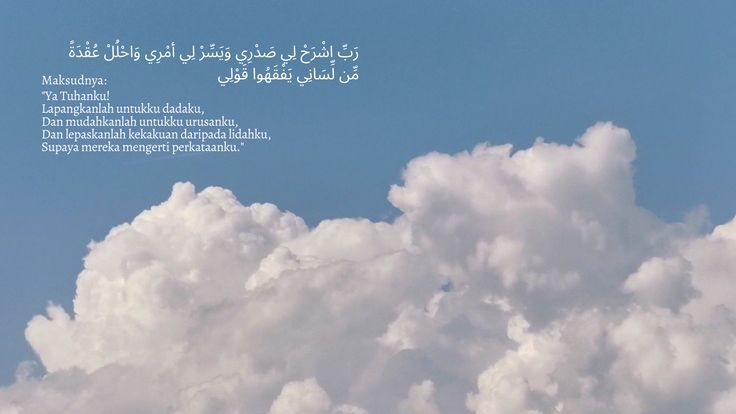 رَبِّ اشْرَحْ لِي صَدْرِي وَيَسِّرْ لِي أَمْرِي وَاحْلُلْ عُقْدَةً
مِّن لِّسَانِي يَفْقَهُوا قَوْلِي
Maksudnya:
"Ya Tuhanku!
Lapangkanlah untukku dadaku,
Dan mudahkanlah untukku urusanku,
Dan lepaskanlah kekakuan daripada lidahku,
Supaya mereka mengerti perkataanku."